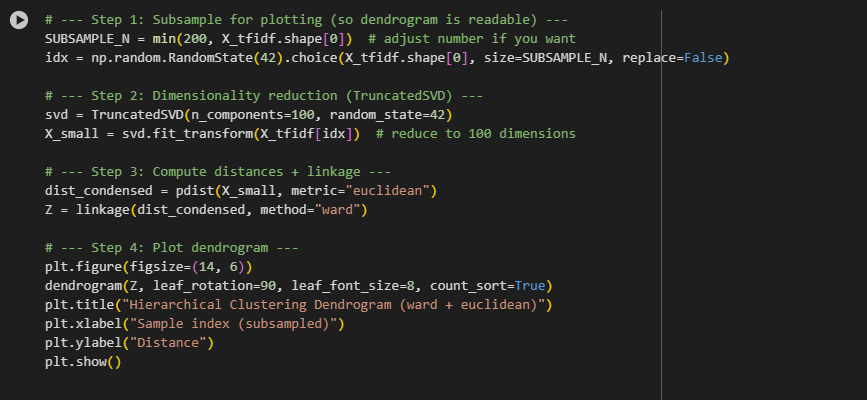 # --- Step 1: Subsample for plotting (so dendrogram is readable) ---
SUBSAMPLE_N = min(200, X_tfidf.shape[0])  # adjust number if you want
idx = np.random.RandomState(42).choice(X_tfidf.shape[0], size=SUBSAMPLE_N, replace=False)
# --- Step 2: Dimensionality reduction (TruncatedSVD) ---
svd = TruncatedSVD(n_components=100, random_state=42)
X_small = svd.fit_transform(X_tfidf[idx])  # reduce to 100 dimensions
# --- Step 3: Compute distances + linkage ---
dist_condensed = pdist(X_small, metric="euclidean")
Z = linkage(dist_condensed, method="ward")
# --- Step 4: Plot dendrogram ---
plt.figure(figsize=(14, 6))
dendrogram(Z, leaf_rotation=90, leaf_font_size=8, count_sort=True)
plt.title("Hierarchical Clustering Dendrogram (ward + euclidean)")
plt.xlabel("Sample index (subsampled)")
plt.ylabel("Distance")
plt.show()